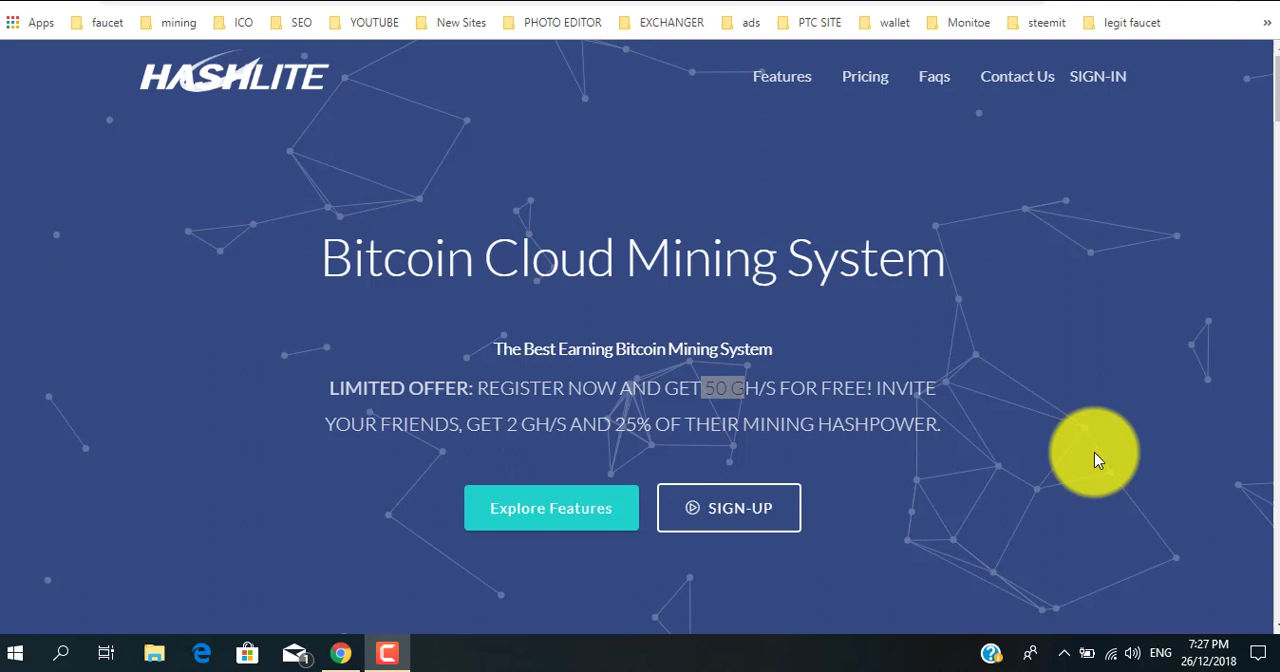 Apps faucet mining ICO SEO YOUTUBE New Sites PHOTO EDITOR EXCHANGER ads PTC SITE wallet Monitoe steemit legit faucet »
HASHLITE Features Pricing Faqs Contact Us SIGN-IN
Bitcoin Cloud Mining System
The Best Earning Bitcoin Mining System
LIMITED OFFER: REGISTER NOW AND GET 50 GH/S FOR FREE! INVITE
YOUR FRIENDS, GET 2 GH/S AND 25% OF THEIR MINING HASHPOWER.
Explore Features SIGN-UP
1 ENG 7:27 PM
26/12/2018